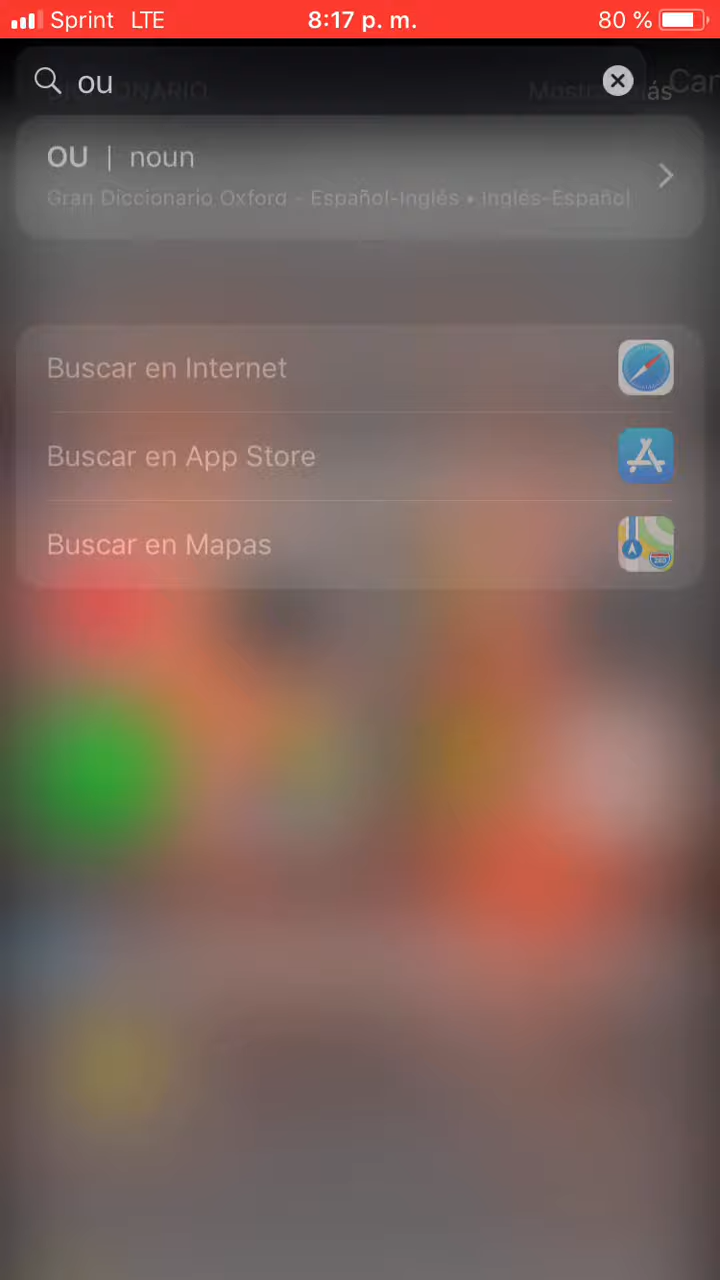 Sprint LTE 8:17 p. m. 80 %
ou
OU | noun
Gran Diccionario Oxford - Español-Inglés • Inglés-Español
Buscar en Internet
Buscar en App Store
Buscar en Mapas